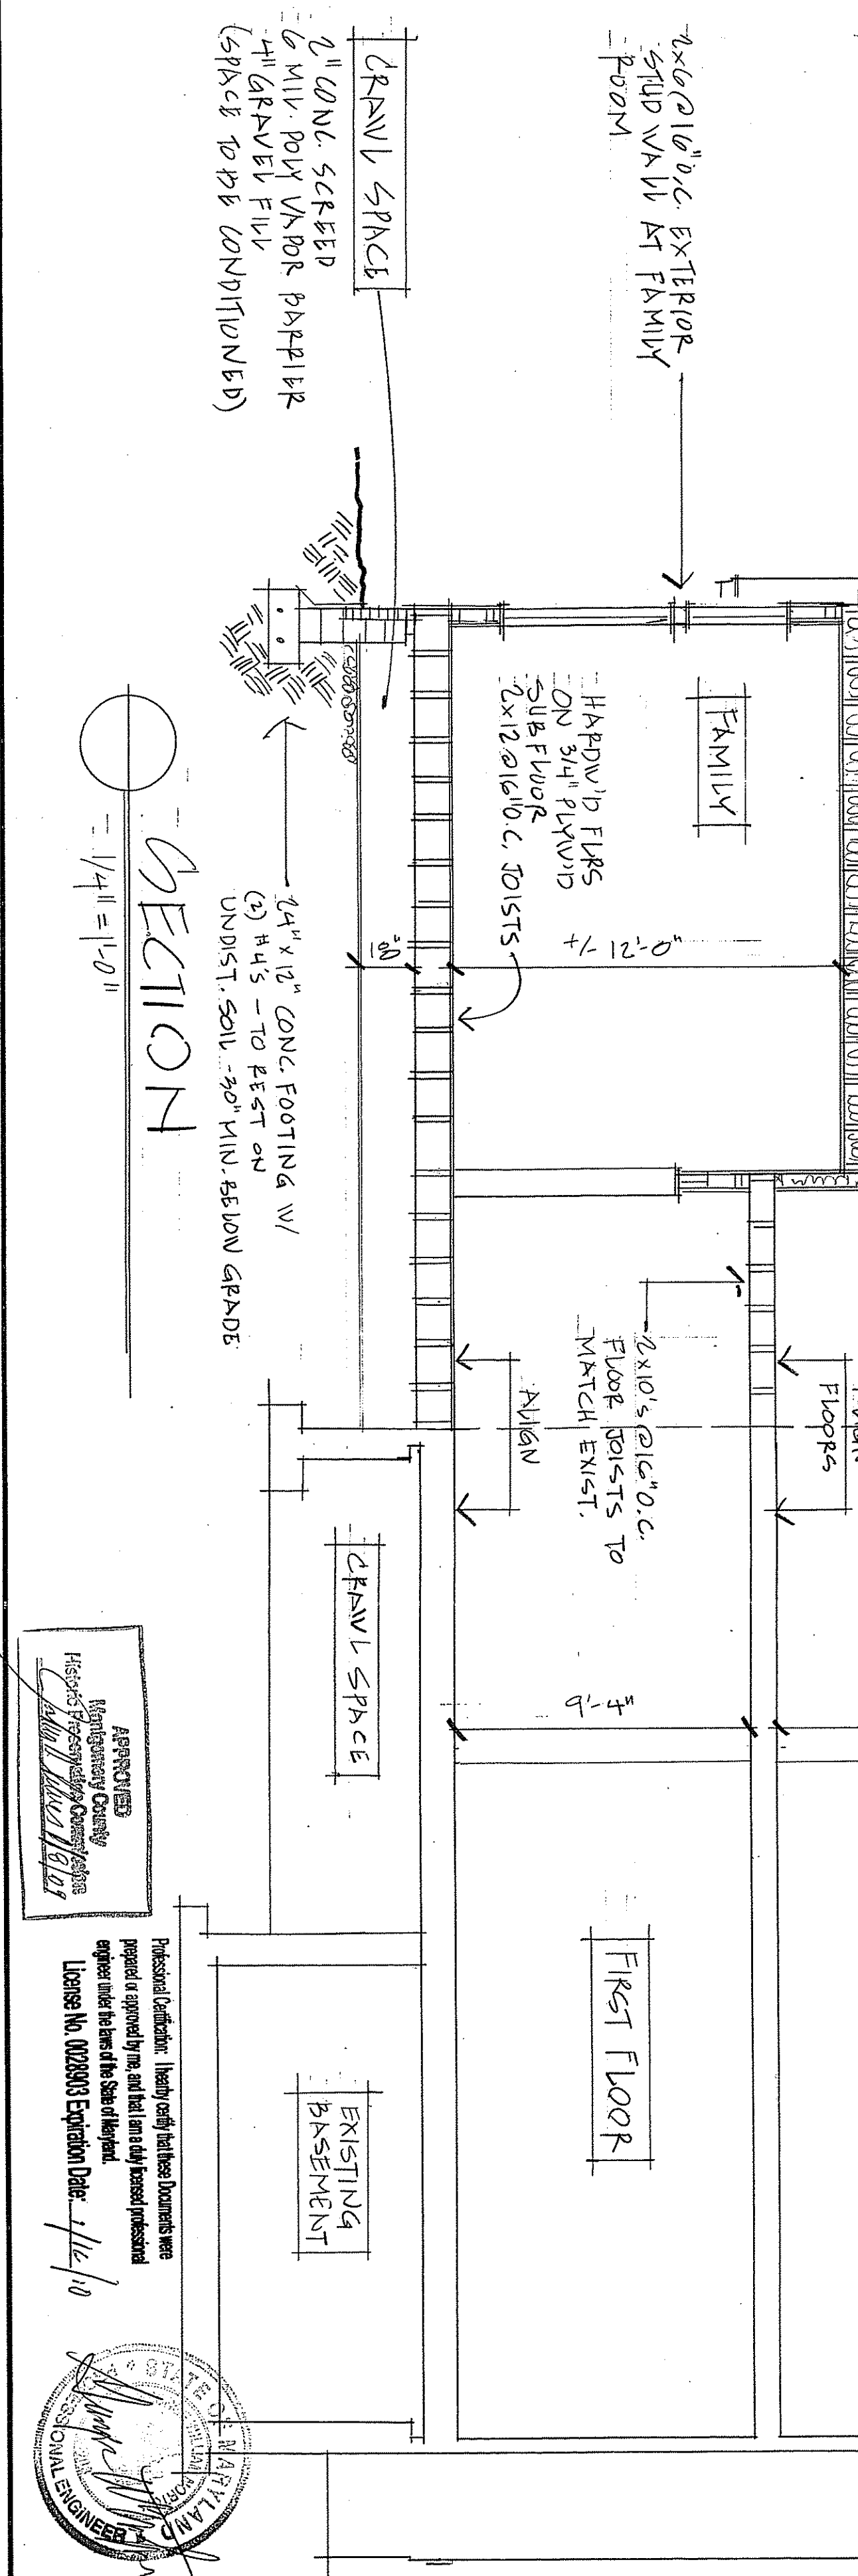 2x6 @ 16" O.C. EXTERIOR
STUD WALL AT FAMILY
ROOM
CRAWL SPACE
2" CONC. SCREED
6 MIL. POLY VAPOR BARRIER
4" GRAVEL FILL
(SPACE TO BE CONDITIONED)
FAMILY
HARDW'D FLRS
ON 3/4" PLYW'D
SUBFLOOR
2x12 @ 16" O.C. JOISTS
+/- 12'-0"
24" x 12" CONC. FOOTING W/
(2) #4'S - TO REST ON
UNDIST. SOIL - 30" MIN. BELOW GRADE
SECTION
1/4" = 1'-0"
FLOORS
2x10's @ 16" O.C.
FLOOR JOISTS TO
MATCH EXIST.
ALIGN
CRAWL SPACE
9'-4"
FIRST FLOOR
EXISTING
BASEMENT
APPROVED
Montgomery County
Historic Preservation Commission
Professional Certification: I hearby certify that these Documents were
prepared or approved by me, and that I am a duly licensed professional
engineer under the laws of the State of Maryland.
License No. 0028903 Expiration Date: 1/16/10
STATE OF MARYLAND
PROFESSIONAL ENGINEER